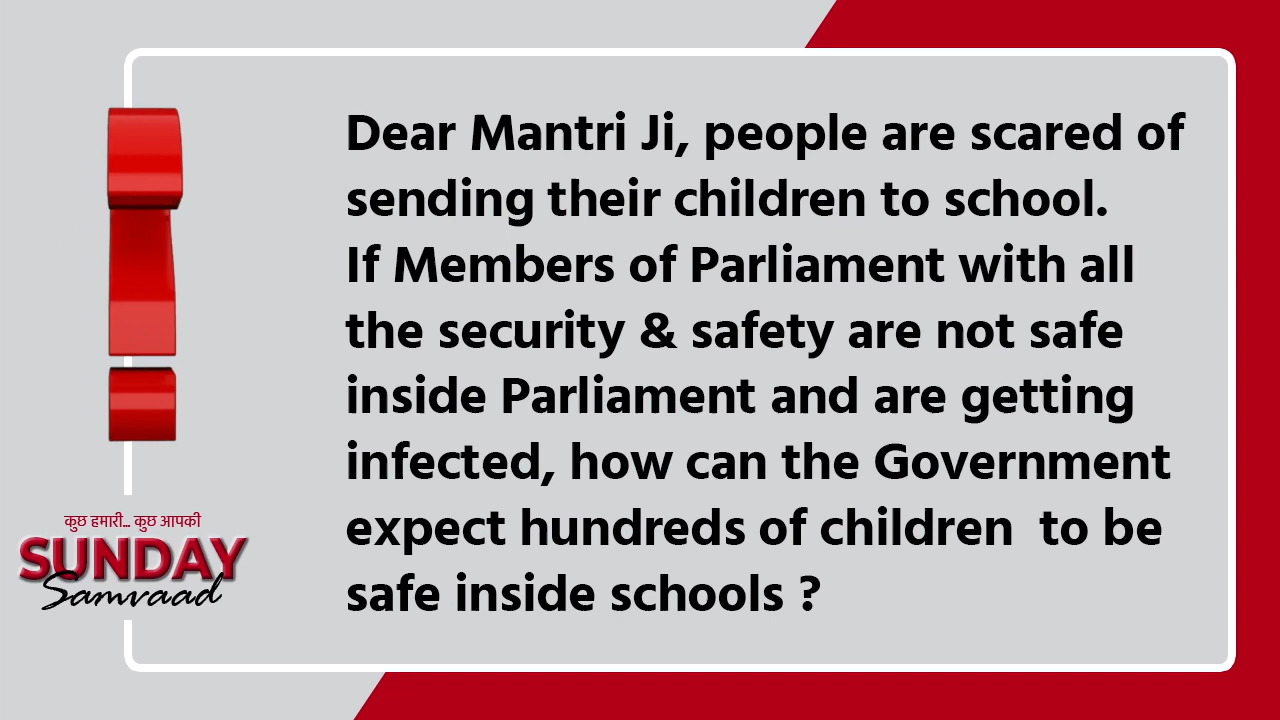 Dear Mantri Ji, people are scared of
sending their children to school.
If Members of Parliament with all
the security & safety are not safe
inside Parliament and are getting
infected, how can the Government
expect hundreds of children  to be
safe inside schools ?
कुछ हमारी... कुछ आपकी
SUNDAY
Samvaad